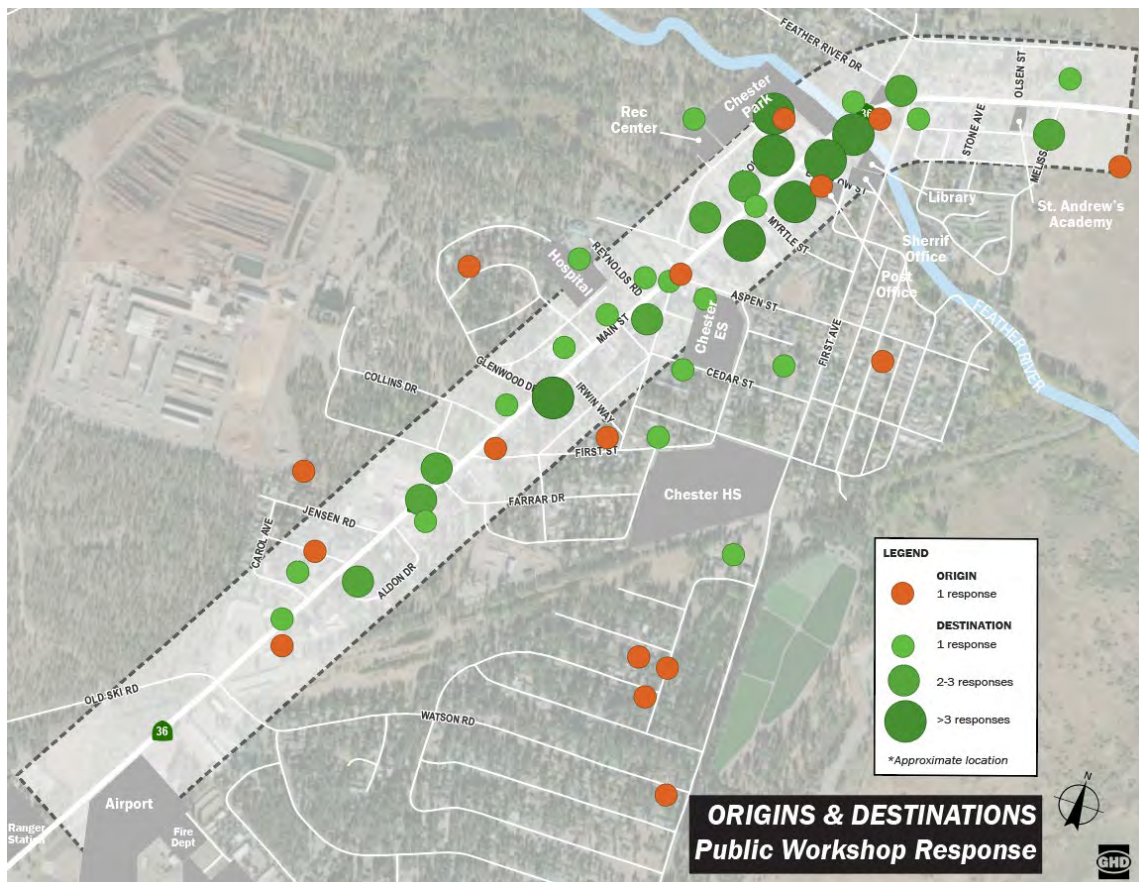 FEATHER RIVER DR
OLSEN ST
Chester
Park
36
Rec
Center
STONE AVE
MELISS
Library
St. Andrew's
Academy
MYRTLE ST
Sherrif
Office
Post
Office
REYNOLDS RD
Hospital
ASPEN ST
FEATHER RIVER
MAIN ST
Chester
ES
FIRST AVE
GLENWOOD D
CEDAR ST
COLLINS DR
IRWIN WAY
FIRST ST
Chester HS
FARRAR DR
JENSEN RD
CAROL AVE
ALDON DR
LEGEND
ORIGIN
1 response
DESTINATION
1 response
2-3 responses
>3 responses
*Approximate location
OLD SKI RD
WATSON RD
36
Airport
Ranger
Station
Fire
Dept
N
ORIGINS & DESTINATIONS
Public Workshop Response
GHD